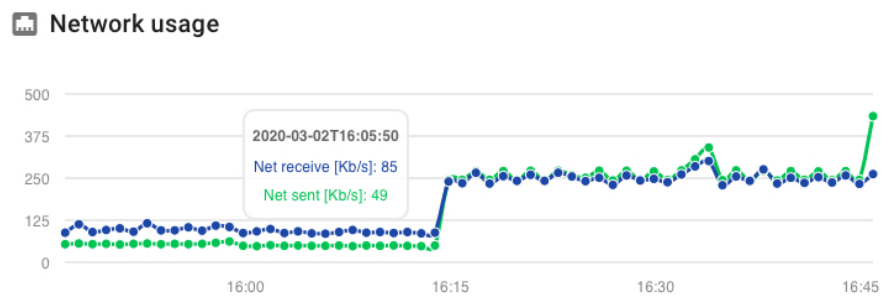 Network usage
500
375
250
125
0
2020-03-02T16:05:50
Net receive [Kb/s]: 85
Net sent [Kb/s]: 49
16:00
16:15
16:30
16:45